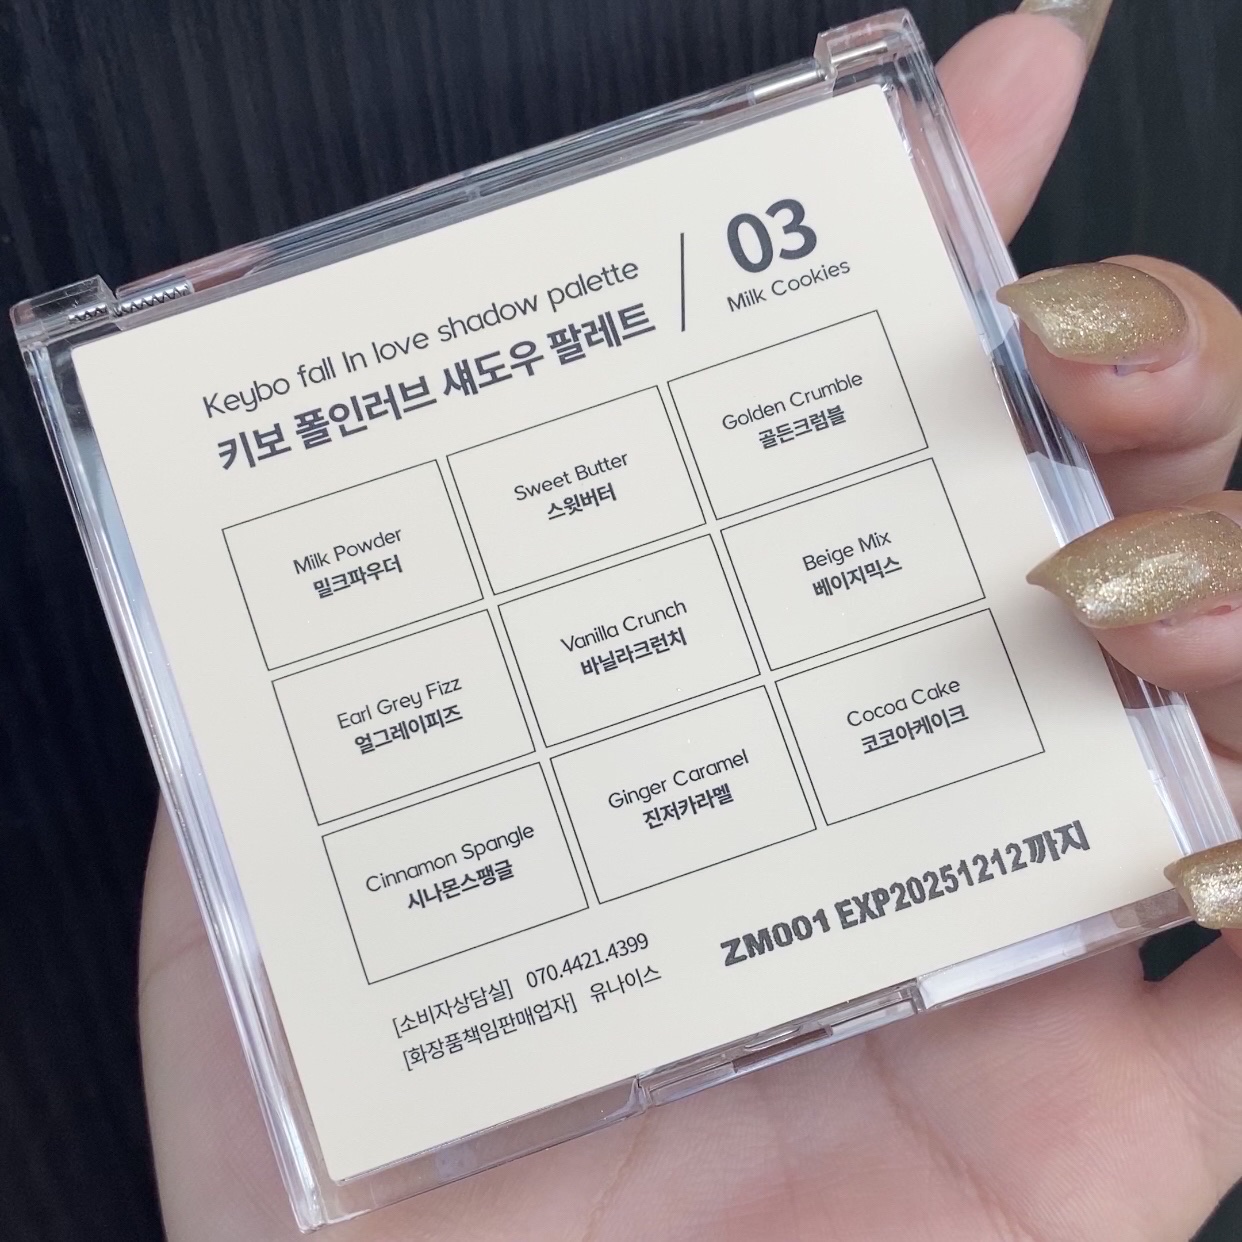 Keybo fall In love shadow palette
키보 폴인러브 섀도우 팔레트
03
Milk Cookies
Milk Powder
밀크파우더
Sweet Butter
스윗버터
Golden Crumble
골든크럼블
Earl Grey Fizz
얼그레이피즈
Vanilla Crunch
바닐라크런치
Beige Mix
베이지믹스
Cinnamon Spangle
시나몬스팽글
Ginger Caramel
진저카라멜
Cocoa Cake
코코아케이크
[소비자상담실] 070.4421.4399
[화장품책임판매업자] 유나이스
ZM001 EXP20251212까지